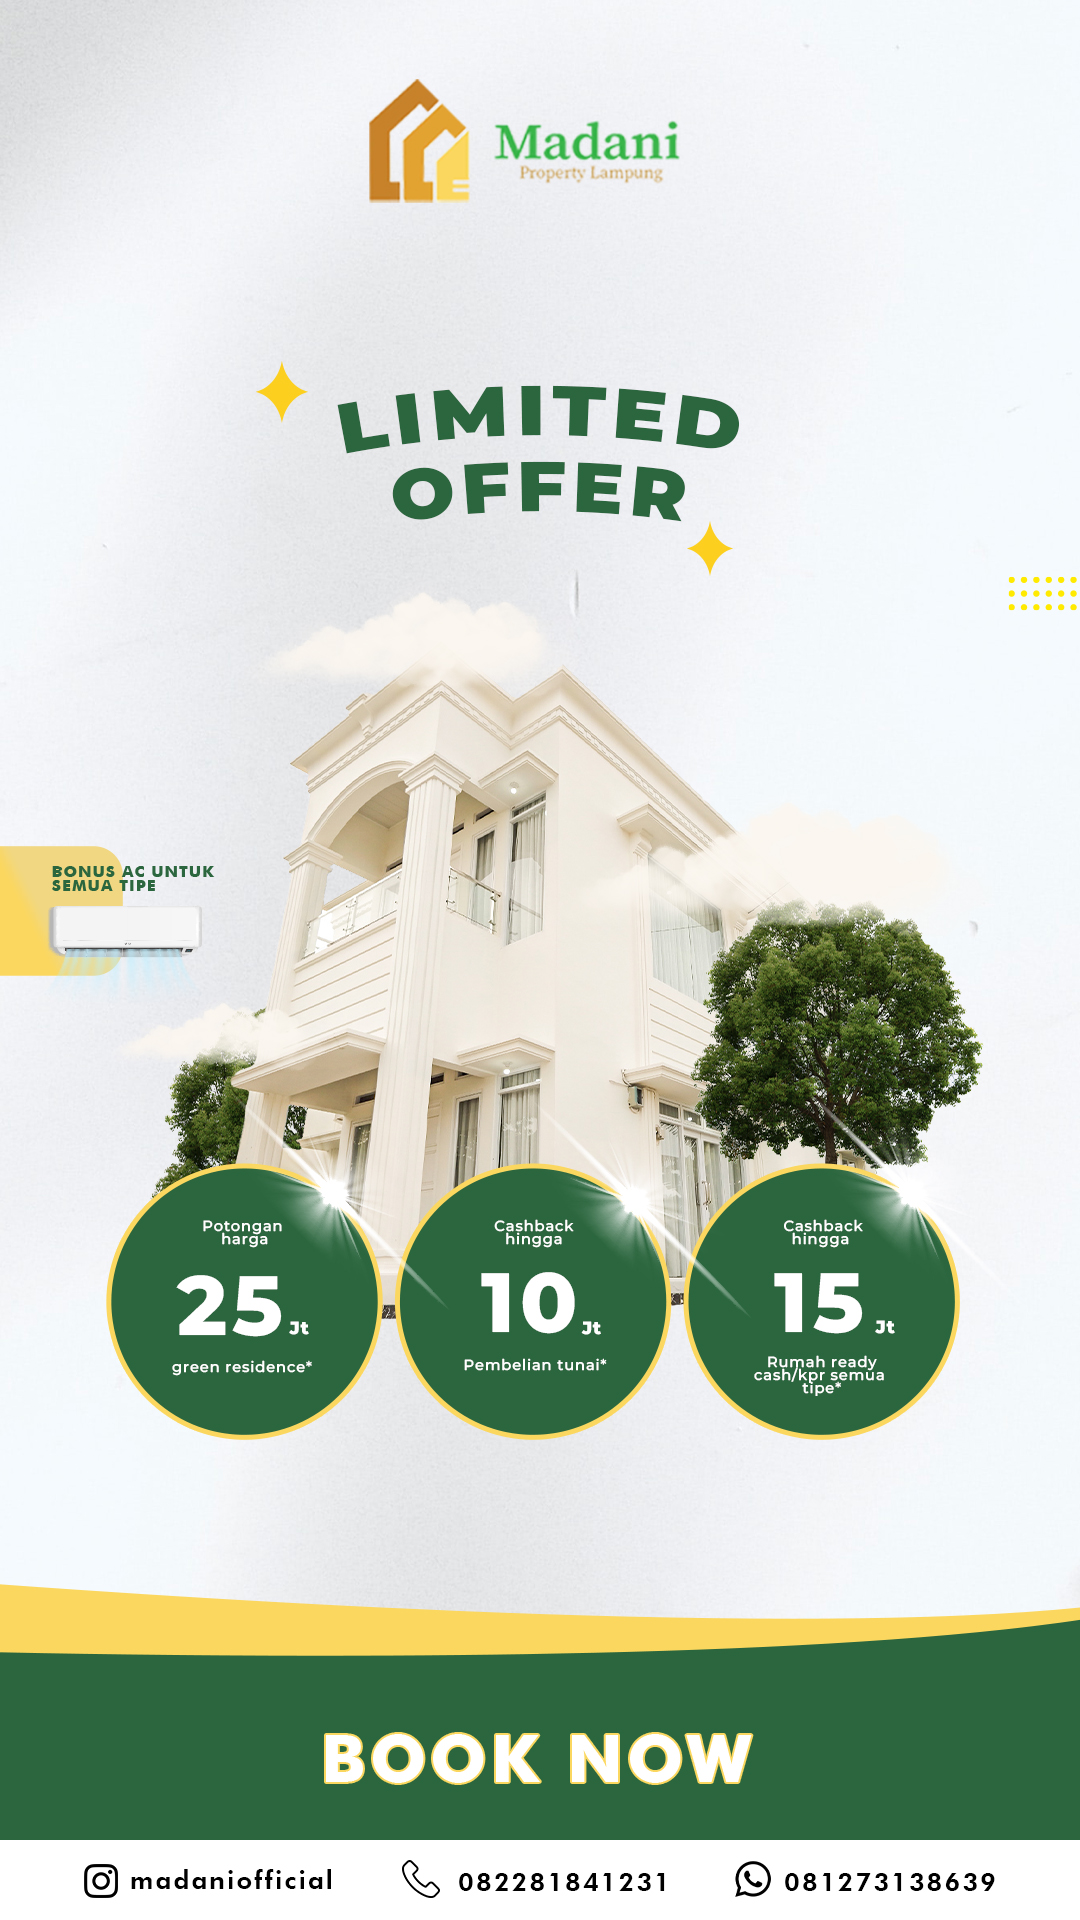 Madani
Property Lampung
LIMITED
OFFER
BONUS AC UNTUK
SEMUA TIPE
Potongan
harga
25 Jt
green residence*
Cashback
hingga
10 Jt
Pembelian tunai*
Cashback
hingga
15 Jt
Rumah ready
cash/kpr semua
tipe*
BOOK NOW
madaniofficial
082281841231
081273138639